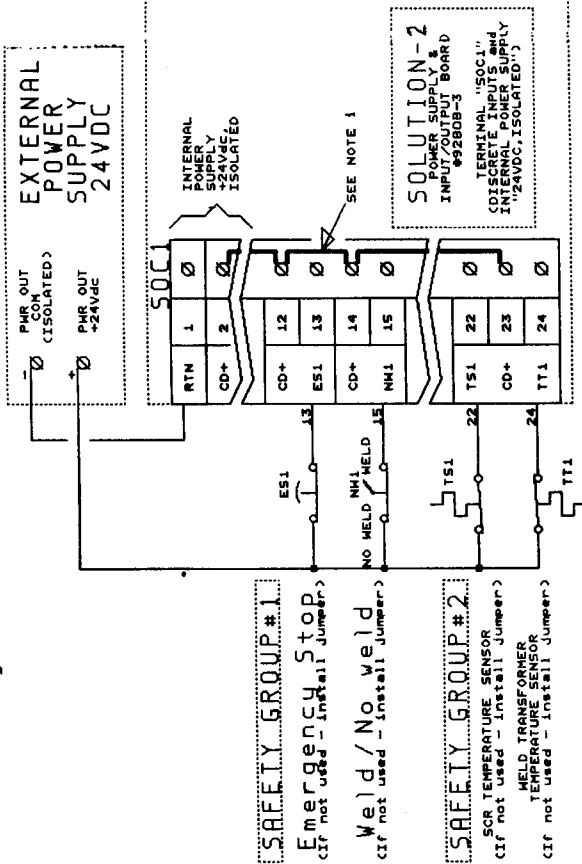 EXTERNAL
POWER
SUPPLY
24VDC
PWR OUT
COM
(ISOLATED)
-
PWR OUT
+24Vdc
+
SOC1
INTERNAL
POWER
SUPPLY
+24Vdc,
ISOLATED
RTN 1
CD+ 2
CD+ 12
ES1 13
CD+ 14
NW1 15
TS1 22
CD+ 23
TT1 24
SEE NOTE 1
SOLUTION-2
POWER SUPPLY &
INPUT/OUTPUT BOARD
#9280B-3
TERMINAL "SOC1"
(DISCRETE INPUTS and
INTERNAL POWER SUPPLY
"24VDC, ISOLATED")
13
15
22
24
ES1
NO WELD NW1 WELD
TS1
TT1
SAFETY GROUP #1
Emergency Stop
(If not used - install jumper)
Weld/No weld
(If not used - install jumper)
SAFETY GROUP #2
SCR TEMPERATURE SENSOR
(If not used - install jumper)
WELD TRANSFORMER
TEMPERATURE SENSOR
(If not used - install jumper)